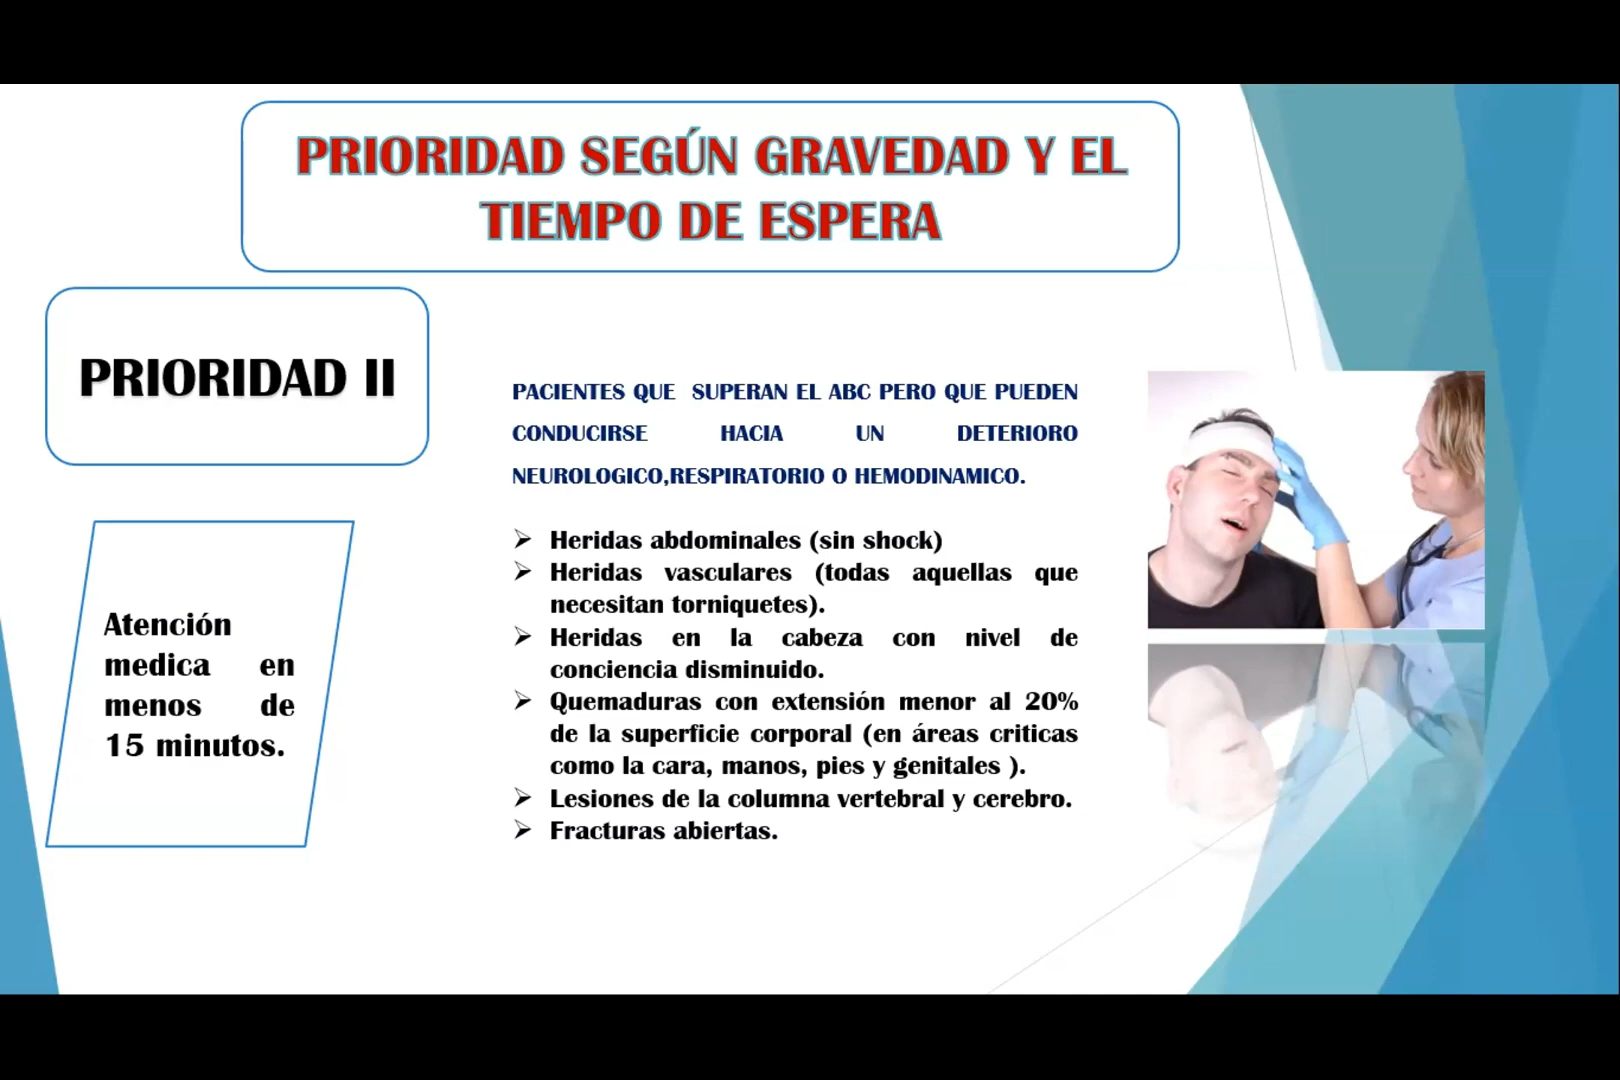 PRIORIDAD SEGÚN GRAVEDAD Y EL
TIEMPO DE ESPERA
PRIORIDAD II
Atención
medica en
menos de
15 minutos.
PACIENTES QUE SUPERAN EL ABC PERO QUE PUEDEN
CONDUCIRSE HACIA UN DETERIORO
NEUROLOGICO,RESPIRATORIO O HEMODINAMICO.
➢ Heridas abdominales (sin shock)
➢ Heridas vasculares (todas aquellas que
necesitan torniquetes).
➢ Heridas en la cabeza con nivel de
conciencia disminuido.
➢ Quemaduras con extensión menor al 20%
de la superficie corporal (en áreas criticas
como la cara, manos, pies y genitales ).
➢ Lesiones de la columna vertebral y cerebro.
➢ Fracturas abiertas.